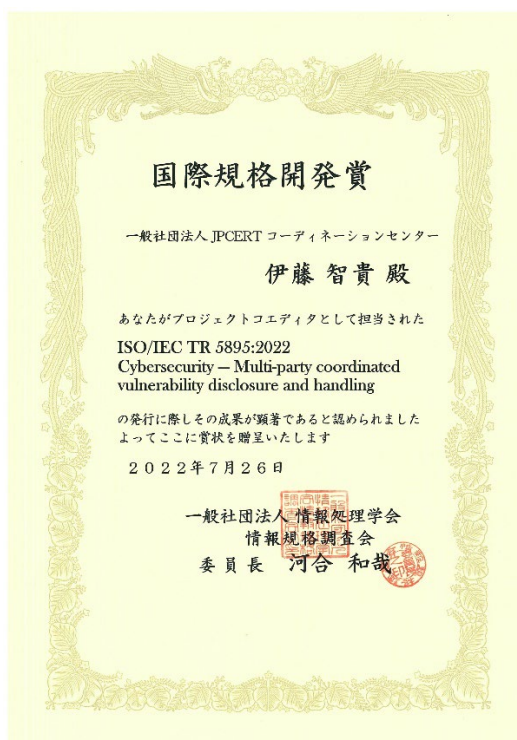 国際規格開発賞
一般社団法人 JPCERT コーディネーションセンター
伊藤 智貴 殿
あなたがプロジェクトコエディタとして担当された
ISO/IEC TR 5895:2022
Cybersecurity — Multi-party coordinated
vulnerability disclosure and handling
の発行に際しその成果が顕著であると認められました
よってここに賞状を贈呈いたします
2022年7月26日
一般社団法人 情報処理学会
情報規格調査会
委員長 河合 和哉